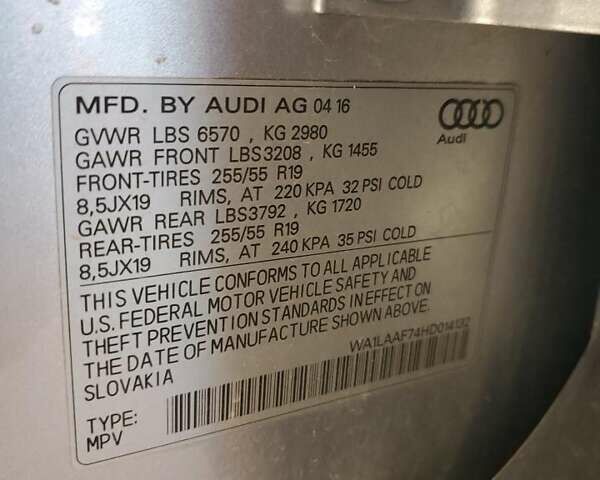 MFD. BY AUDI AG 04 16
Audi
GVWR LBS 6570 , KG 2980
GAWR FRONT LBS3208 , KG 1455
FRONT-TIRES 255/55 R19
8,5JX19 RIMS, AT 220 KPA 32 PSI COLD
GAWR REAR LBS3792 , KG 1720
REAR-TIRES 255/55 R19
8,5JX19 RIMS, AT 240 KPA 35 PSI COLD
THIS VEHICLE CONFORMS TO ALL APPLICABLE
U.S. FEDERAL MOTOR VEHICLE SAFETY AND
THEFT PREVENTION STANDARDS IN EFFECT ON
THE DATE OF MANUFACTURE SHOWN ABOVE.
SLOVAKIA
WA1LAAF74HD014132
TYPE:
MPV